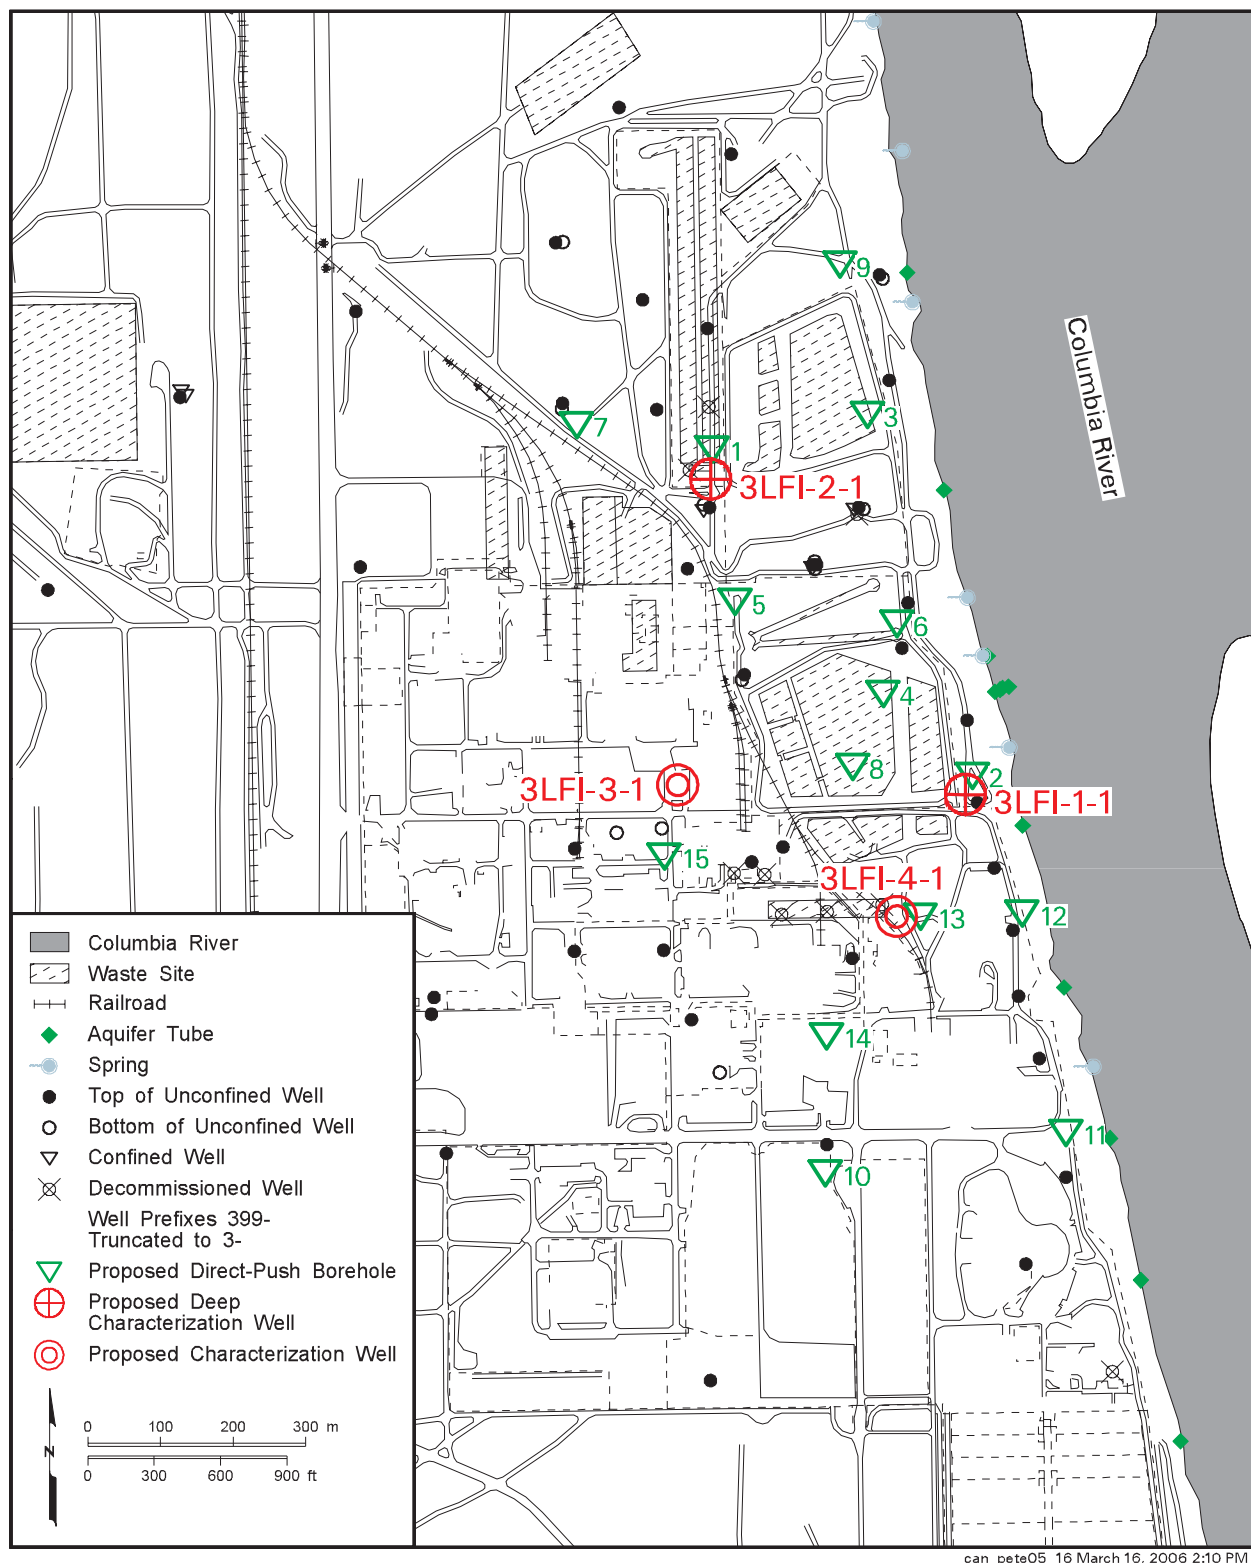 9
Columbia River
3
7
1
3LFI-2-1
5
6
4
8
2
3LFI-3-1
3LFI-1-1
15
3LFI-4-1
13
12
14
11
10
Columbia River
Waste Site
Railroad
Aquifer Tube
Spring
Top of Unconfined Well
Bottom of Unconfined Well
Confined Well
Decommissioned Well
Well Prefixes 399-
Truncated to 3-
Proposed Direct-Push Borehole
Proposed Deep
Characterization Well
Proposed Characterization Well
0 100 200 300 m
0 300 600 900 ft
N
can_pete05_16 March 16, 2006 2:10 PM